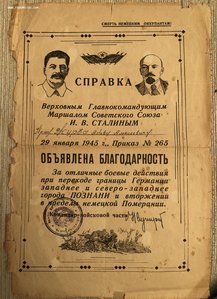 СМЕРТЬ НЕМЕЦКИМ ОККУПАНТАМ!
СПРАВКА
Верховным Главнокомандующим
Маршалом Советского Союза
И. В. СТАЛИНЫМ
29 января 1945 г., Приказ № 265
ОБЪЯВЛЕНА БЛАГОДАРНОСТЬ
За отличные боевые действия
при переходе границы Германии
западнее и северо-западнее
города ПОЗНАНИ и вторжении
в пределы немецкой Померании.
Командир войсковой части